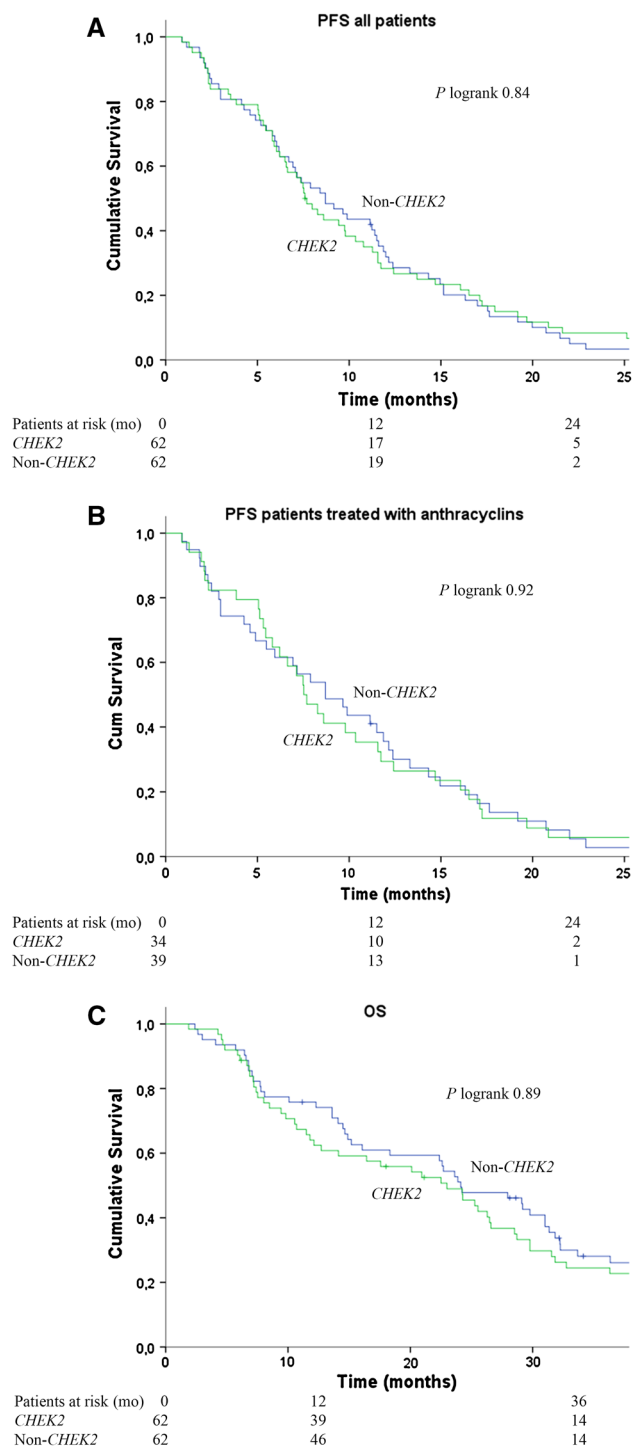 A
PFS all patients
1,0
0,8
0,6
0,4
0,2
0,0
Cumulative Survival
P logrank 0.84
Non-CHEK2
CHEK2
0 5 10 15 20 25
Time (months)
Patients at risk (mo) 0 12 24
CHEK2 62 17 5
Non-CHEK2 62 19 2
B
PFS patients treated with anthracyclins
1,0
0,8
0,6
0,4
0,2
0,0
Cum Survival
P logrank 0.92
Non-CHEK2
CHEK2
0 5 10 15 20 25
Time (months)
Patients at risk (mo) 0 12 24
CHEK2 34 10 2
Non-CHEK2 39 13 1
C
OS
1,0
0,8
0,6
0,4
0,2
0,0
Cumulative Survival
P logrank 0.89
Non-CHEK2
CHEK2
0 10 20 30
Time (months)
Patients at risk (mo) 0 12 36
CHEK2 62 39 14
Non-CHEK2 62 46 14